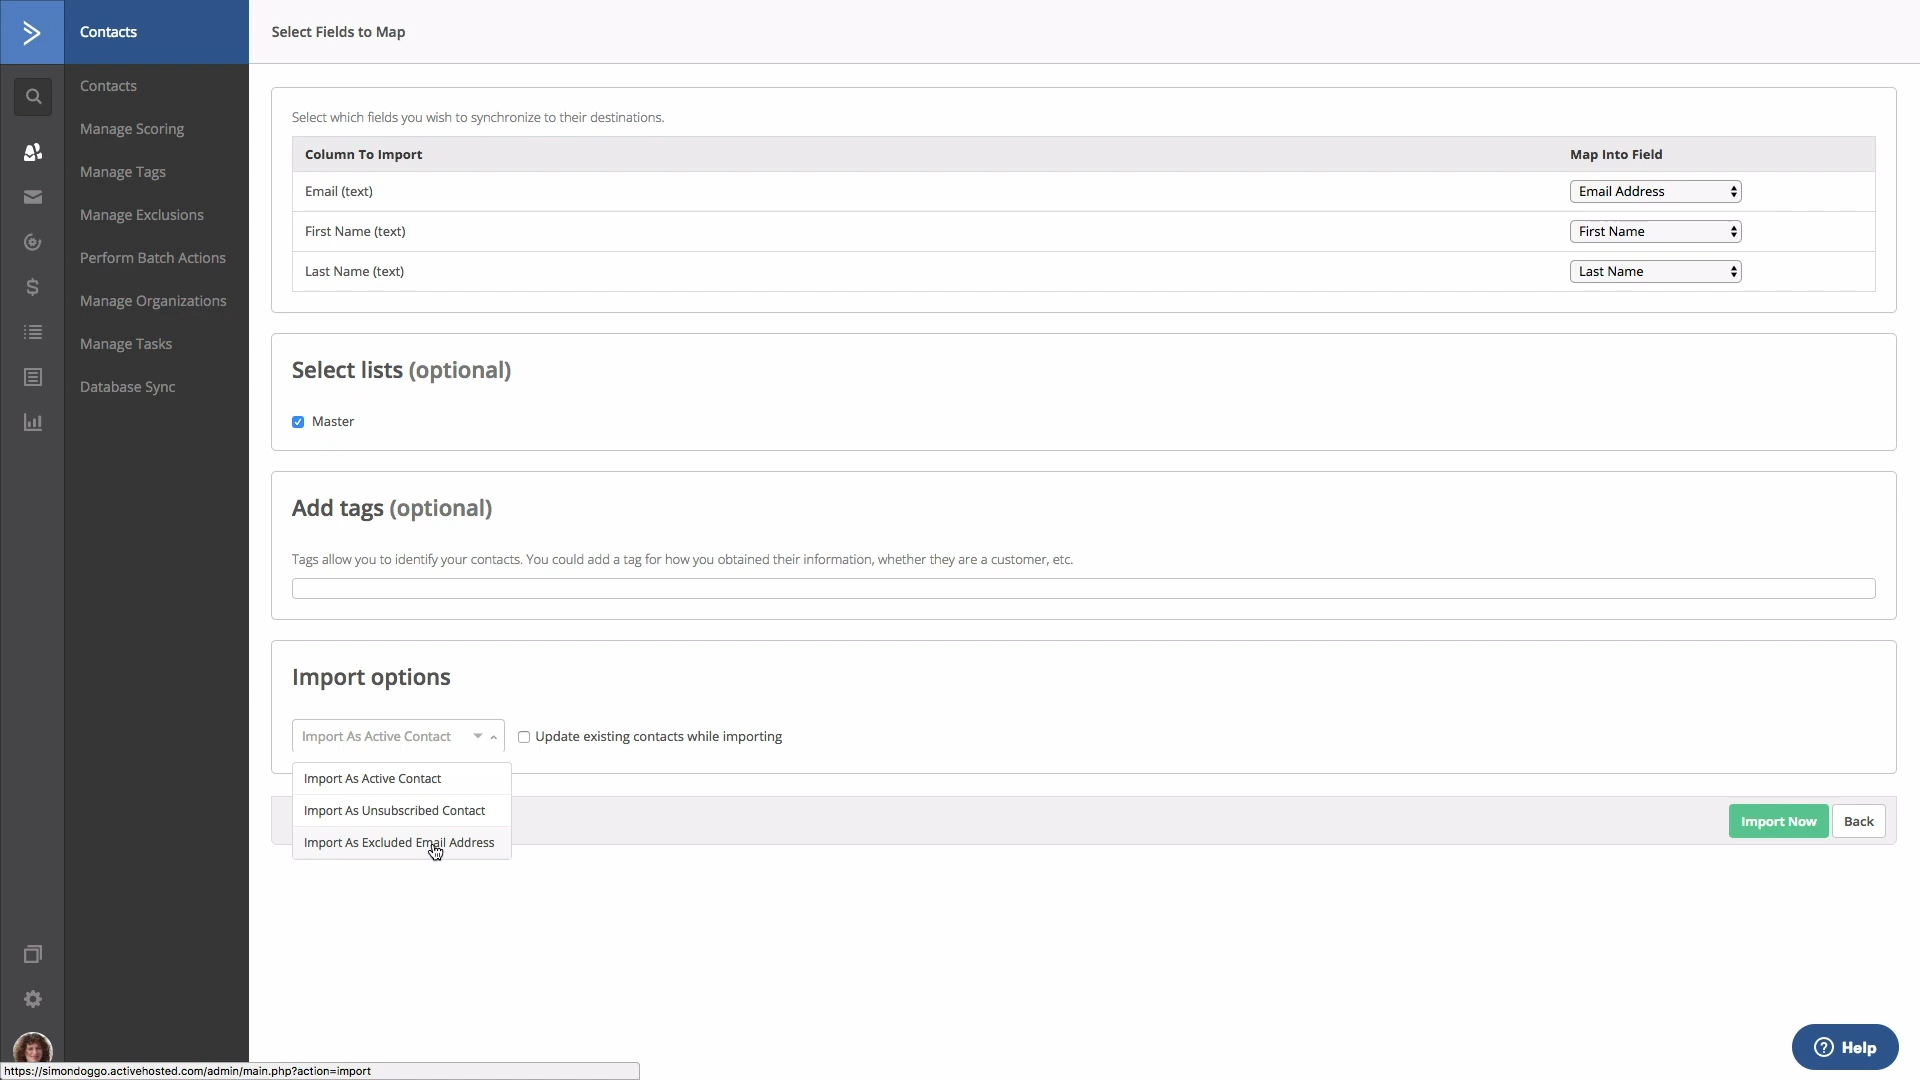 Contacts
Select Fields to Map
Contacts
Manage Scoring
Manage Tags
Manage Exclusions
Perform Batch Actions
Manage Organizations
Manage Tasks
Database Sync
Select which fields you wish to synchronize to their destinations.
Column To Import Map Into Field
Email (text) Email Address
First Name (text) First Name
Last Name (text) Last Name
Select lists (optional)
Master
Add tags (optional)
Tags allow you to identify your contacts. You could add a tag for how you obtained their information, whether they are a customer, etc.
Import options
Import As Active Contact Update existing contacts while importing
Import As Active Contact
Import As Unsubscribed Contact
Import As Excluded Email Address
Import Now Back
Help
https://simondoggo.activehosted.com/admin/main.php?action=import